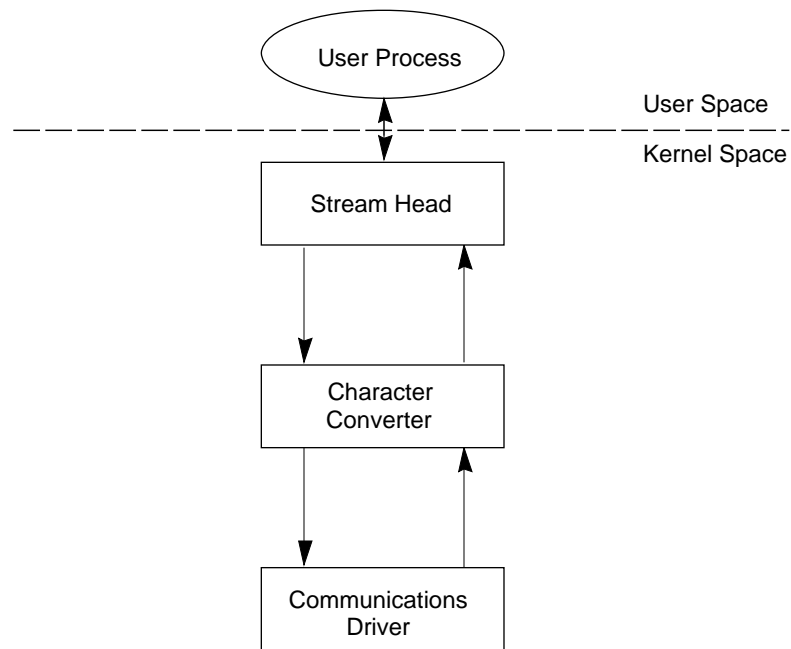 User Process
User Space
Kernel Space
Stream Head
Character
Converter
Communications
Driver